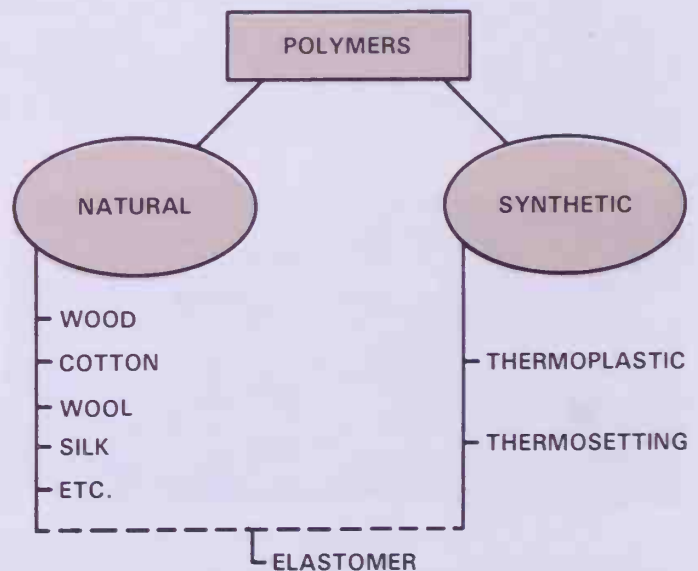 POLYMERS
NATURAL
SYNTHETIC
WOOD
COTTON
WOOL
SILK
ETC.
THERMOPLASTIC
THERMOSETTING
ELASTOMER